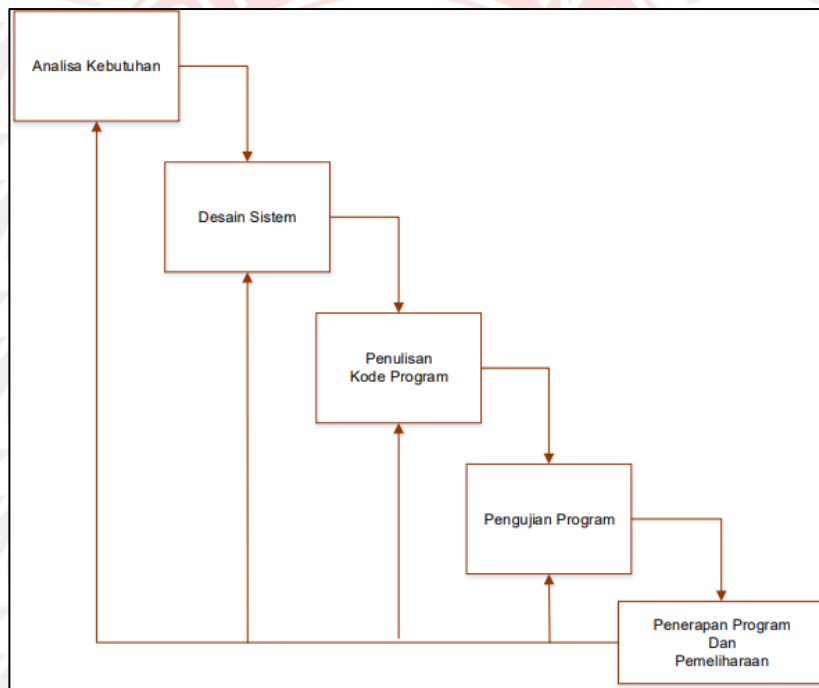 Analisa Kebutuhan
Desain Sistem
Penulisan
Kode Program
Pengujian Program
Penerapan Program
Dan
Pemeliharaan